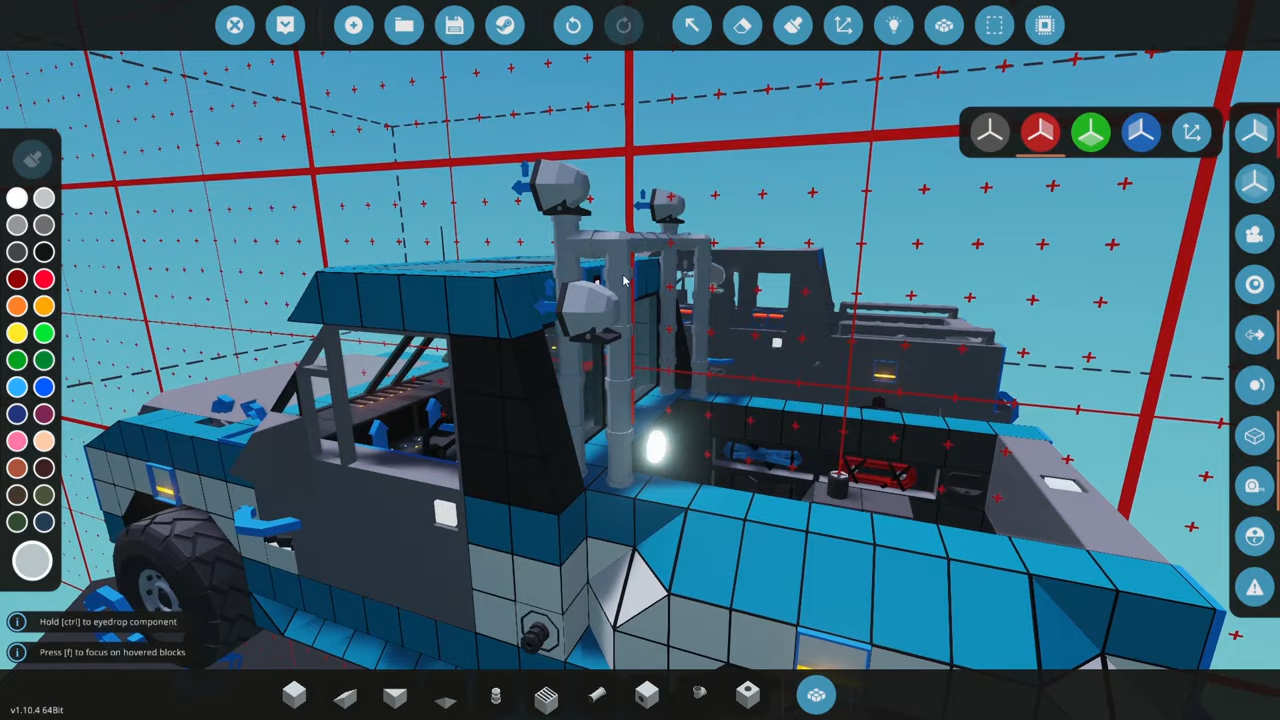 Hold [ctrl] to eyedrop component
Press [f] to focus on hovered blocks
v1.10.4 64Bit